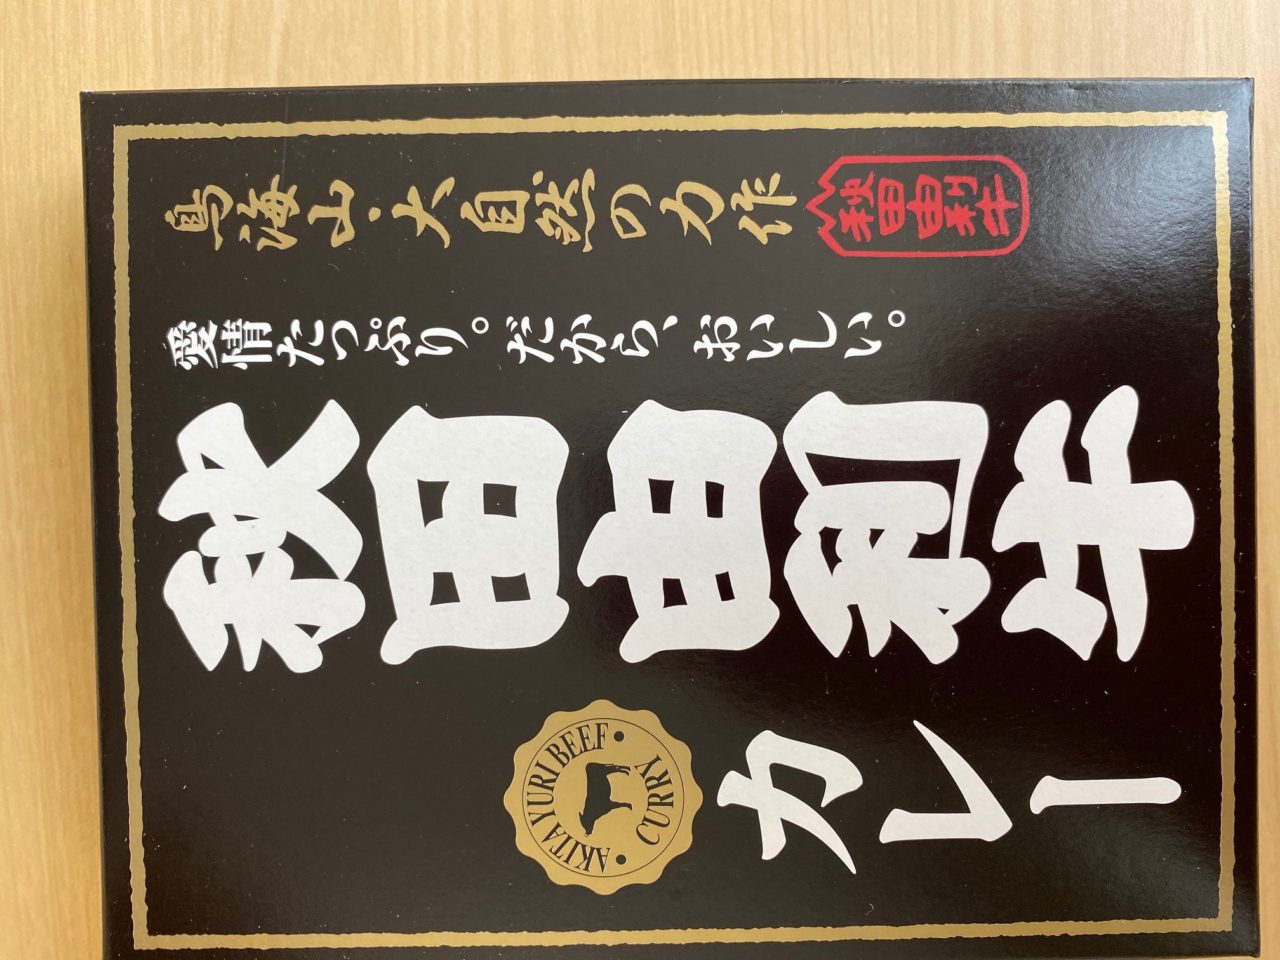 鳥海山・大自然の力作
秋田由利牛
愛情たっぷり。だから、おいしい。
秋田由利牛
カレー
AKITA YURI BEEF・CURRY・